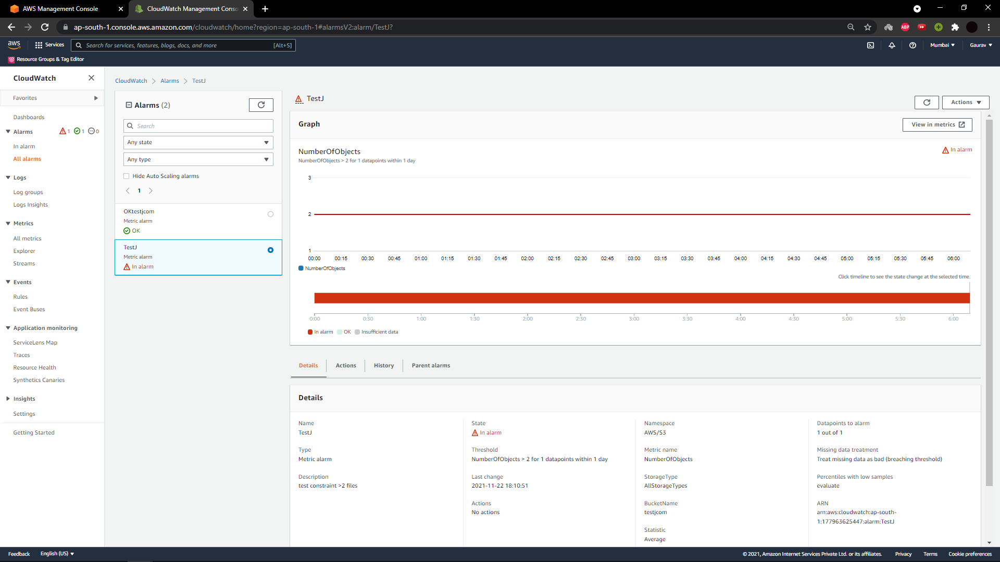 AWS Management Console
CloudWatch Management Conso
ap-south-1.console.aws.amazon.com/cloudwatch/home?region=ap-south-1#alarmsV2:alarm/TestJ?
ABP
aws
Services
Search for services, features, blogs, docs, and more
[Alt+S]
Mumbai
Gaurav
Resource Groups & Tag Editor
CloudWatch
Favorites
Dashboards
Alarms
1
1
0
In alarm
All alarms
Logs
Log groups
Logs Insights
Metrics
All metrics
Explorer
Streams
Events
Rules
Event Buses
Application monitoring
ServiceLens Map
Traces
Resource Health
Synthetics Canaries
Insights
Settings
Getting Started
CloudWatch
Alarms
TestJ
Alarms (2)
Search
Any state
Any type
Hide Auto Scaling alarms
1
OKtestjcom
Metric alarm
OK
TestJ
Metric alarm
In alarm
TestJ
Actions
Graph
View in metrics
NumberOfObjects
In alarm
NumberOfObjects > 2 for 1 datapoints within 1 day
3
2
1
00:00 00:15 00:30 00:45 01:00 01:15 01:30 01:45 02:00 02:15 02:30 02:45 03:00 03:15 03:30 03:45 04:00 04:15 04:30 04:45 05:00 05:15 05:30 05:45 06:00
NumberOfObjects
Click timeline to see the state change at the selected time.
0:00 0:30 1:00 1:30 2:00 2:30 3:00 3:30 4:00 4:30 5:00 5:30 6:00
In alarm OK Insufficient data
Details
Actions
History
Parent alarms
Details
Name
TestJ
Type
Metric alarm
Description
test constraint >2 files
State
In alarm
Threshold
NumberOfObjects > 2 for 1 datapoints within 1 day
Last change
2021-11-22 18:10:51
Actions
No actions
Namespace
AWS/S3
Metric name
NumberOfObjects
StorageType
AllStorageTypes
BucketName
testjcom
Statistic
Average
Datapoints to alarm
1 out of 1
Missing data treatment
Treat missing data as bad (breaching threshold)
Percentiles with low samples
evaluate
ARN
arn:aws:cloudwatch:ap-south-
1:177963625447:alarm:TestJ
Feedback
English (US)
© 2021, Amazon Internet Services Private Ltd. or its affiliates.
Privacy
Terms
Cookie preferences